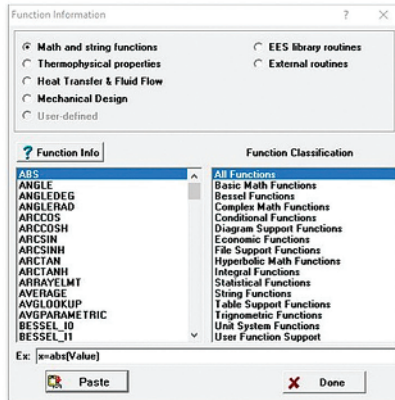 Function Information ? ×
Math and string functions EES library routines
Thermophysical properties External routines
Heat Transfer & Fluid Flow
Mechanical Design
User-defined
? Function Info Function Classification
ABS
ANGLE
ANGLEDEG
ANGLERAD
ARCCOS
ARCCOSH
ARCSIN
ARCSINH
ARCTAN
ARCTANH
ARRAYELMT
AVERAGE
AVGLOOKUP
AVGPARAMETRIC
BESSEL_I0
BESSEL_I1
All Functions
Basic Math Functions
Bessel Functions
Complex Math Functions
Conditional Functions
Diagram Support Functions
Economic Functions
File Support Functions
Hyperbolic Math Functions
Integral Functions
Statistical Functions
String Functions
Table Support Functions
Trignometric Functions
Unit System Functions
User Function Support
Ex: x=abs(Value)
Paste Done